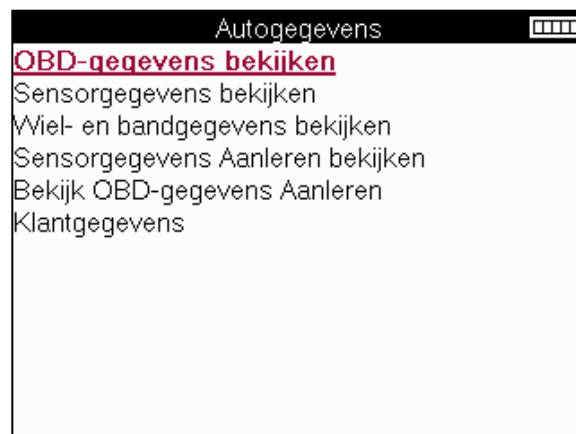 Autogegevens
OBD-gegevens bekijken
Sensorgegevens bekijken
Wiel- en bandgegevens bekijken
Sensorgegevens Aanleren bekijken
Bekijk OBD-gegevens Aanleren
Klantgegevens